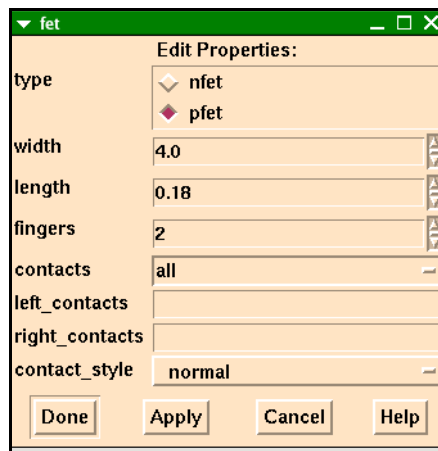 fet
Edit Properties:
type
nfet
pfet
width 4.0
length 0.18
fingers 2
contacts all
left_contacts
right_contacts
contact_style normal
Done Apply Cancel Help